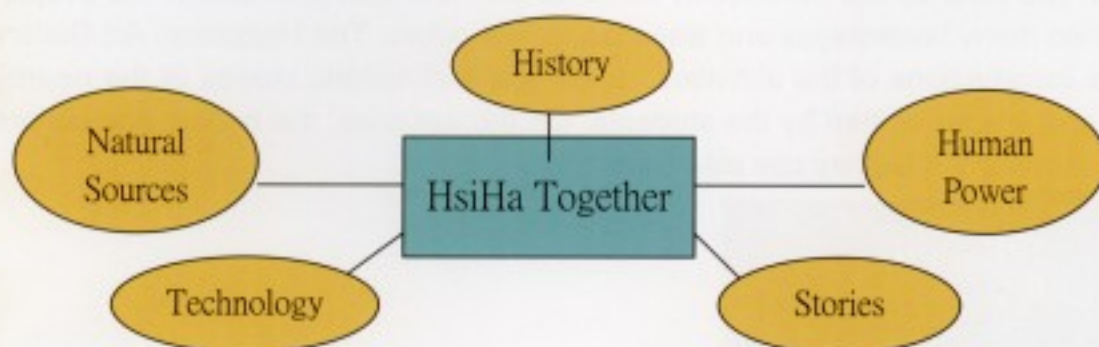 History
Natural
Sources
Human
Power
HsiHa Together
Technology
Stories